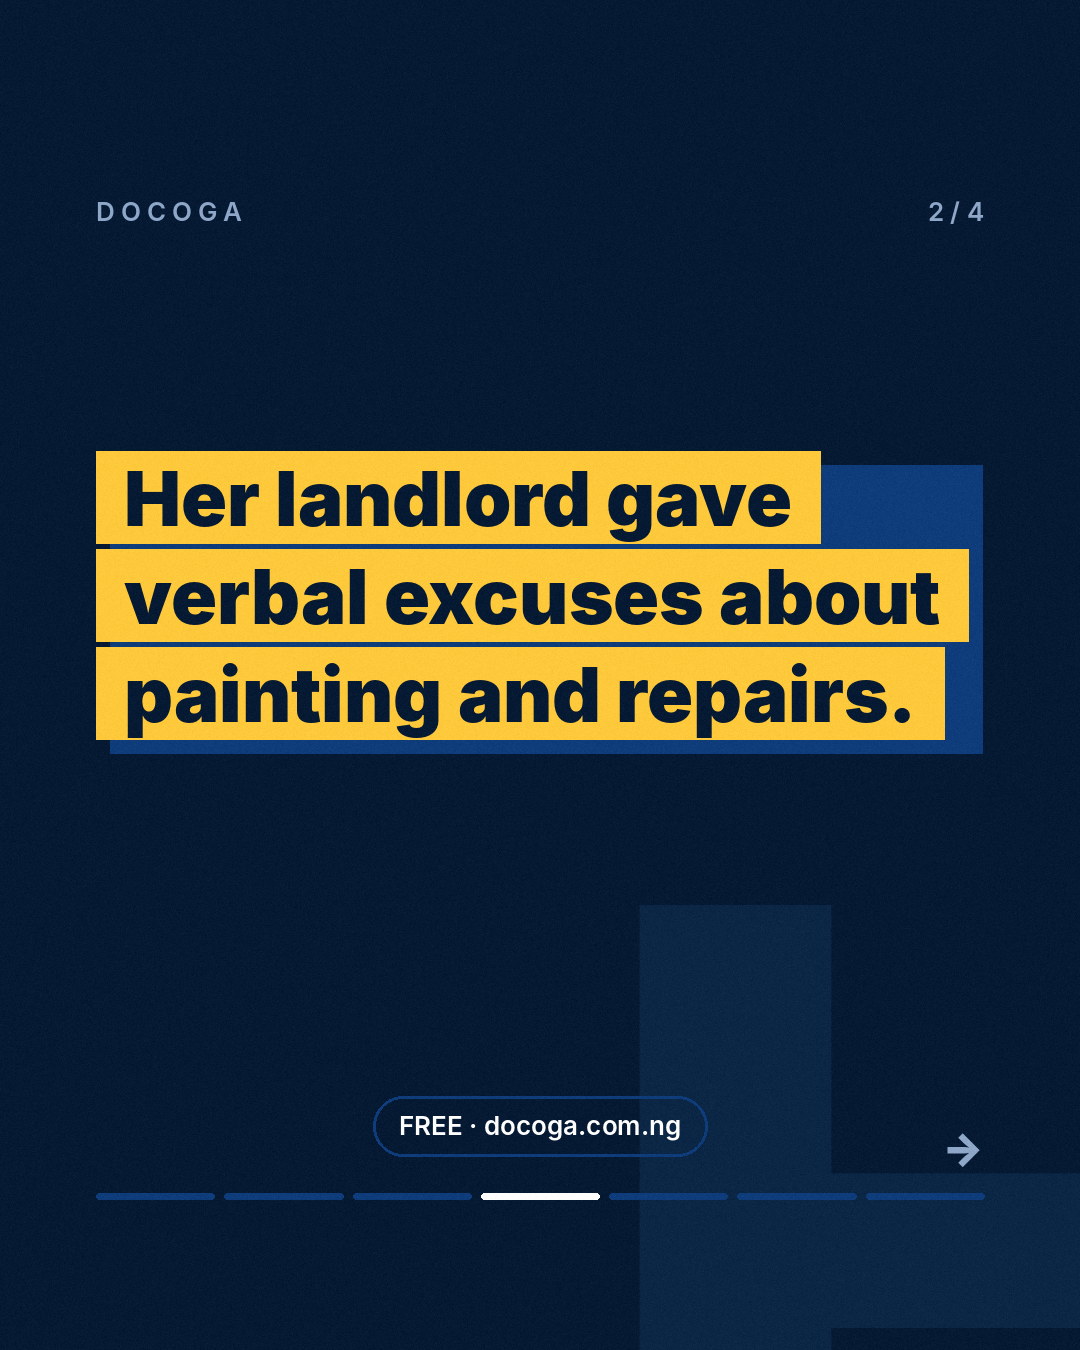 DOCOGA
2/4
Her landlord gave
verbal excuses about
painting and repairs.
FREE · docoga.com.ng